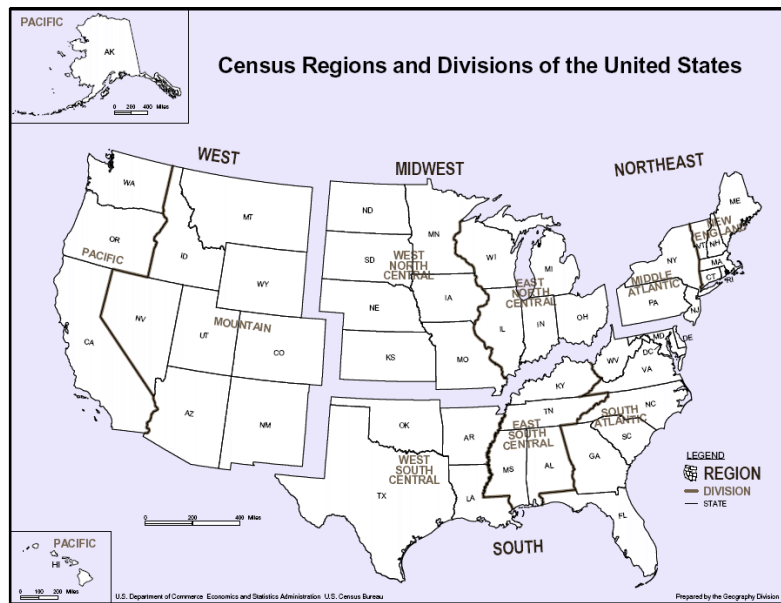 PACIFIC
AK
0 200 400 Miles
Census Regions and Divisions of the United States
WEST
MIDWEST
NORTHEAST
WA
MT
ND
MN
ME
OR
ID
SD
WI
MI
NY
VT
NH
NEW
ENGLAND
MA
CT
RI
PACIFIC
WY
WEST
NORTH
CENTRAL
EAST
NORTH
CENTRAL
MIDDLE
ATLANTIC
NE
IA
PA
NJ
NV
UT
MOUNTAIN
CO
IL
IN
OH
CA
KS
MO
WV
MD
DE
DC
VA
KY
AZ
NM
OK
AR
TN
NC
EAST
SOUTH
CENTRAL
SOUTH
ATLANTIC
SC
WEST
SOUTH
CENTRAL
TX
LA
MS
AL
GA
FL
LEGEND
REGION
DIVISION
STATE
0 200 400
Miles
SOUTH
PACIFIC
HI
0 100 200 Miles
U.S. Department of Commerce Economics and Statistics Administration U.S. Census Bureau
Prepared by the Geography Division